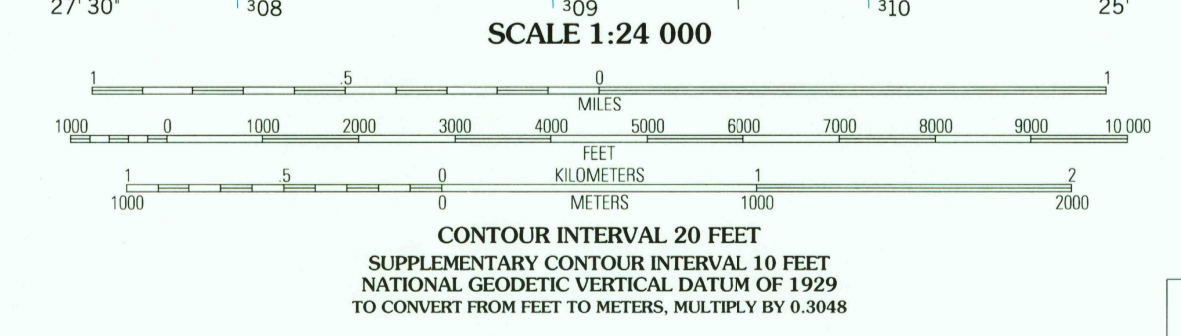 27'30" 308 309 310 25'
SCALE 1:24 000
1 .5 0 1
MILES
1000 0 1000 2000 3000 4000 5000 6000 7000 8000 9000 10 000
FEET
1 .5 0 KILOMETERS 1 2
1000 0 METERS 1000 2000
CONTOUR INTERVAL 20 FEET
SUPPLEMENTARY CONTOUR INTERVAL 10 FEET
NATIONAL GEODETIC VERTICAL DATUM OF 1929
TO CONVERT FROM FEET TO METERS, MULTIPLY BY 0.3048